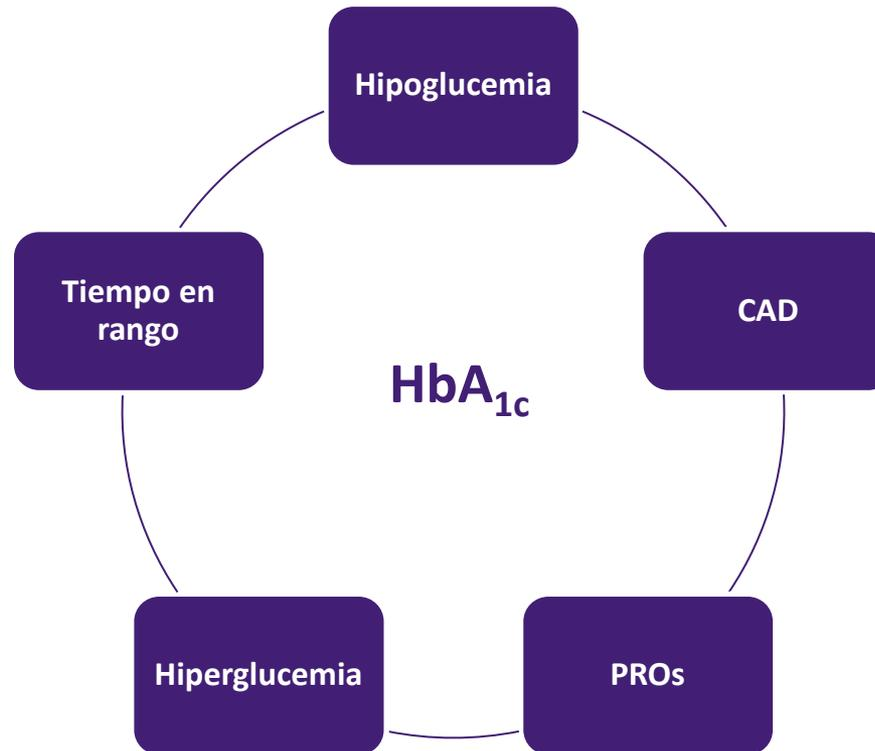 Hipoglucemia
Tiempo en
rango
CAD
HbA1c
Hiperglucemia
PROs